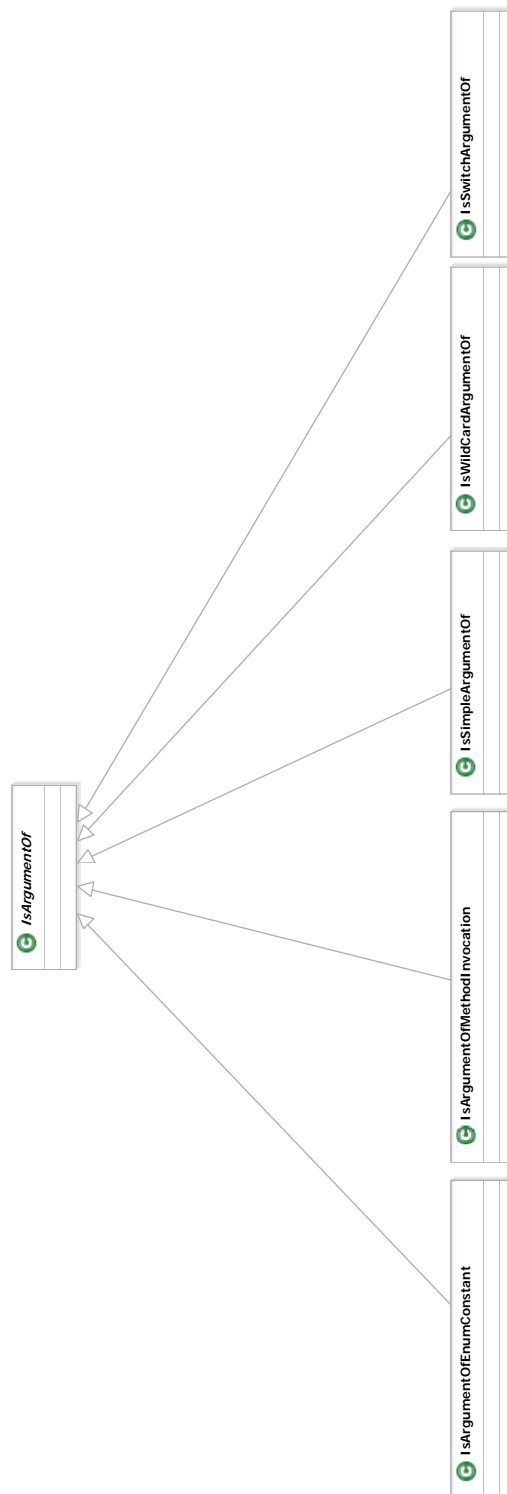 IsArgumentOf
IsArgumentOfEnumConstant
IsArgumentOfMethodInvocation
IsSimpleArgumentOf
IsWildCardArgumentOf
IsSwitchArgumentOf